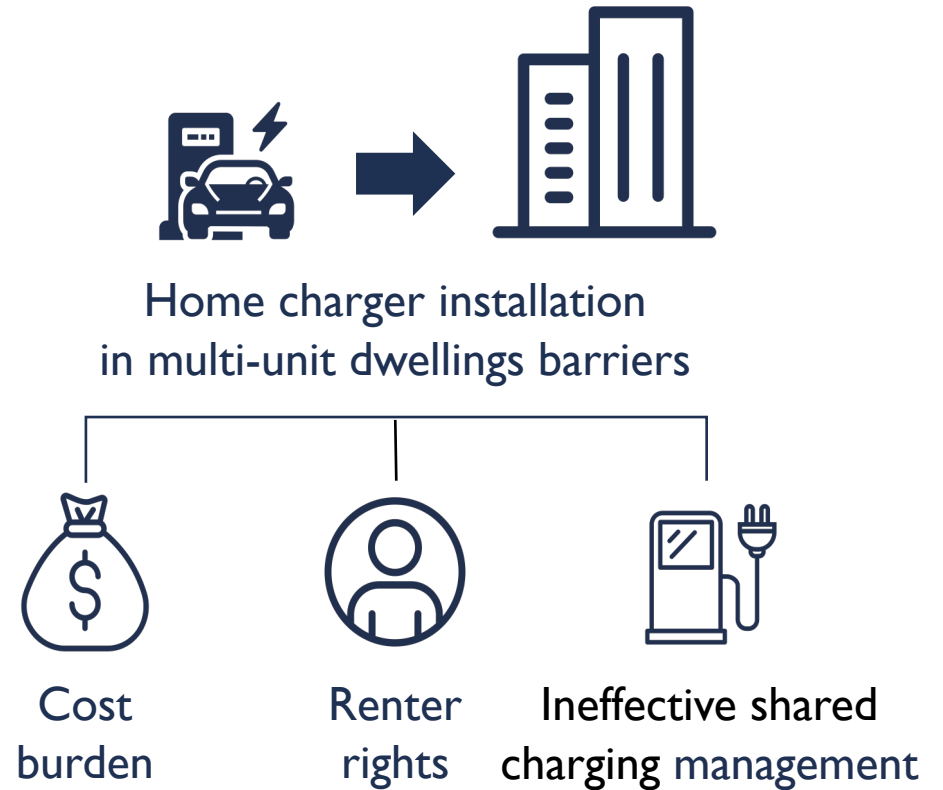 Home charger installation
in multi-unit dwellings barriers
$
Cost
burden
Renter
rights
Ineffective shared
charging management